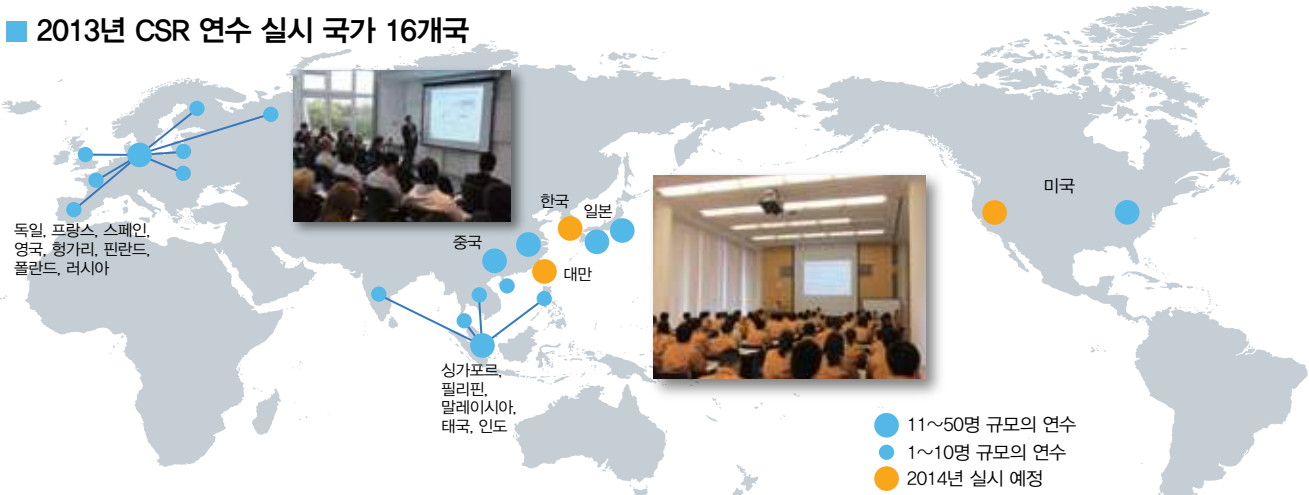 2013년 CSR 연수 실시 국가 16개국
독일, 프랑스, 스페인,
영국, 헝가리, 핀란드,
폴란드, 러시아
중국
한국
일본
대만
싱가포르,
필리핀,
말레이시아,
태국, 인도
미국
11~50명 규모의 연수
1~10명 규모의 연수
2014년 실시 예정